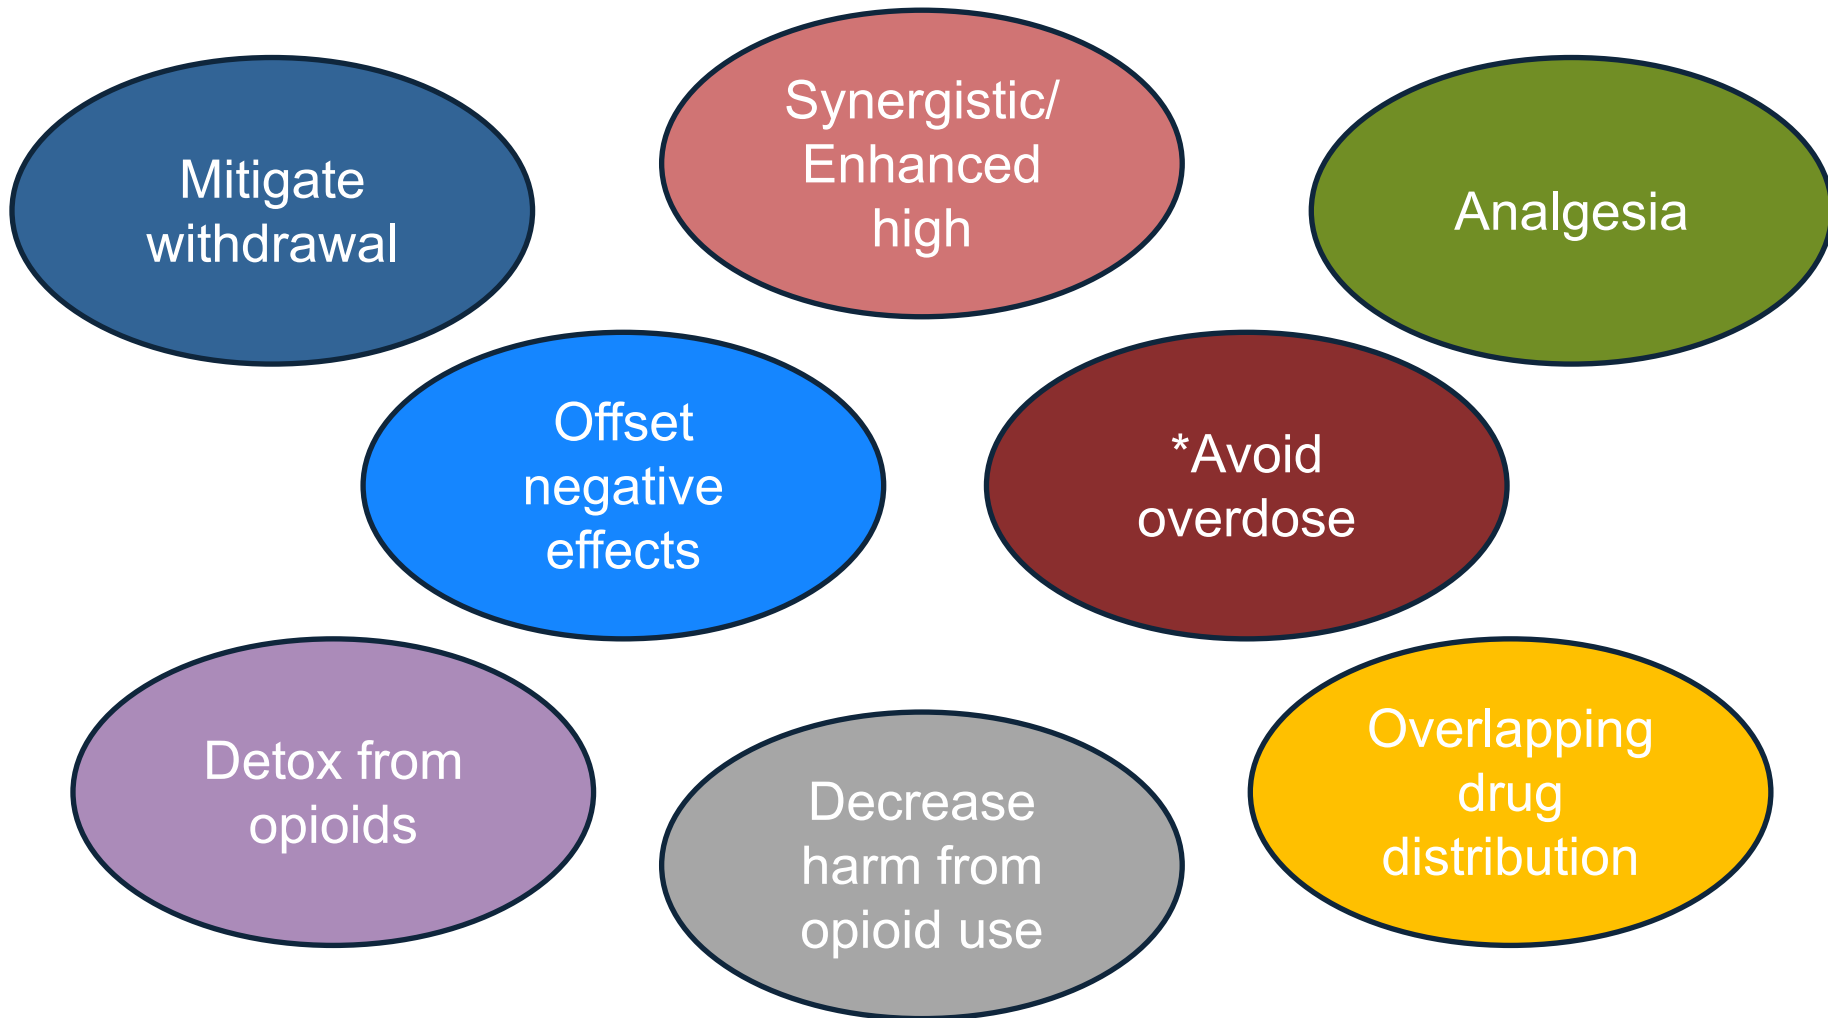 Mitigate
withdrawal
Synergistic/
Enhanced
high
Analgesia
Offset
negative
effects
*Avoid
overdose
Detox from
opioids
Decrease
harm from
opioid use
Overlapping
drug
distribution